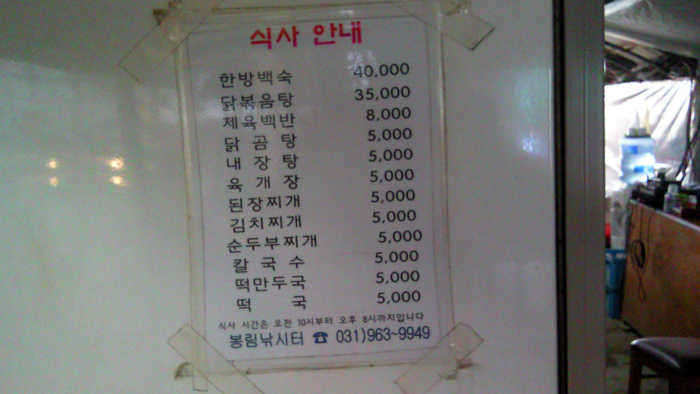 식사 안내
한방백숙 40,000
닭볶음탕 35,000
제육백반 8,000
닭 곰 탕 5,000
내 장 탕 5,000
육 개 장 5,000
된장찌개 5,000
김치찌개 5,000
순두부찌개 5,000
칼 국 수 5,000
떡만두국 5,000
떡 국 5,000
식사 시간은 오전 10시부터 오후 8시까지입니다
봉림낚시터 ☎ 031)963~9949